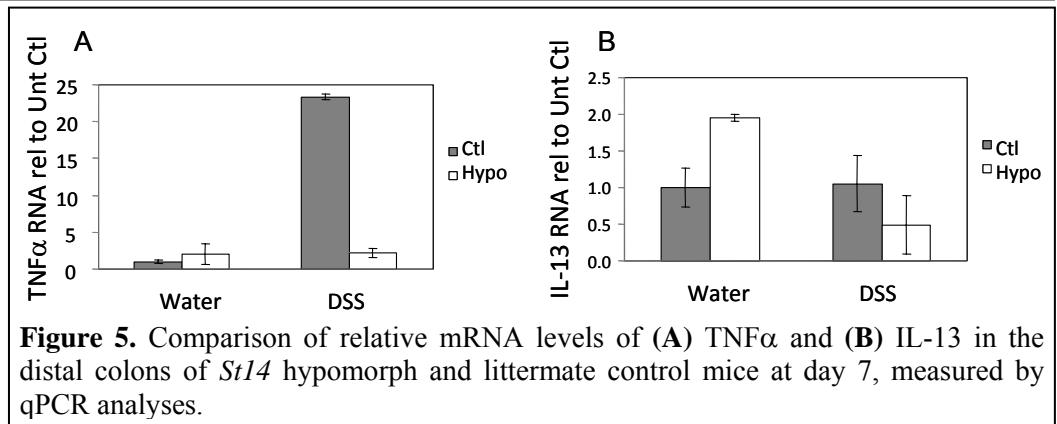 A
TNFα RNA rel to Unt Ctl
25
20
15
10
5
0
Water
DSS
Ctl
Hypo
B
IL-13 RNA rel to Unt Ctl
2.5
2.0
1.5
1.0
0.5
0.0
Water
DSS
Ctl
Hypo
Figure 5. Comparison of relative mRNA levels of (A) TNFα and (B) IL-13 in the
distal colons of St14 hypomorph and littermate control mice at day 7, measured by
qPCR analyses.